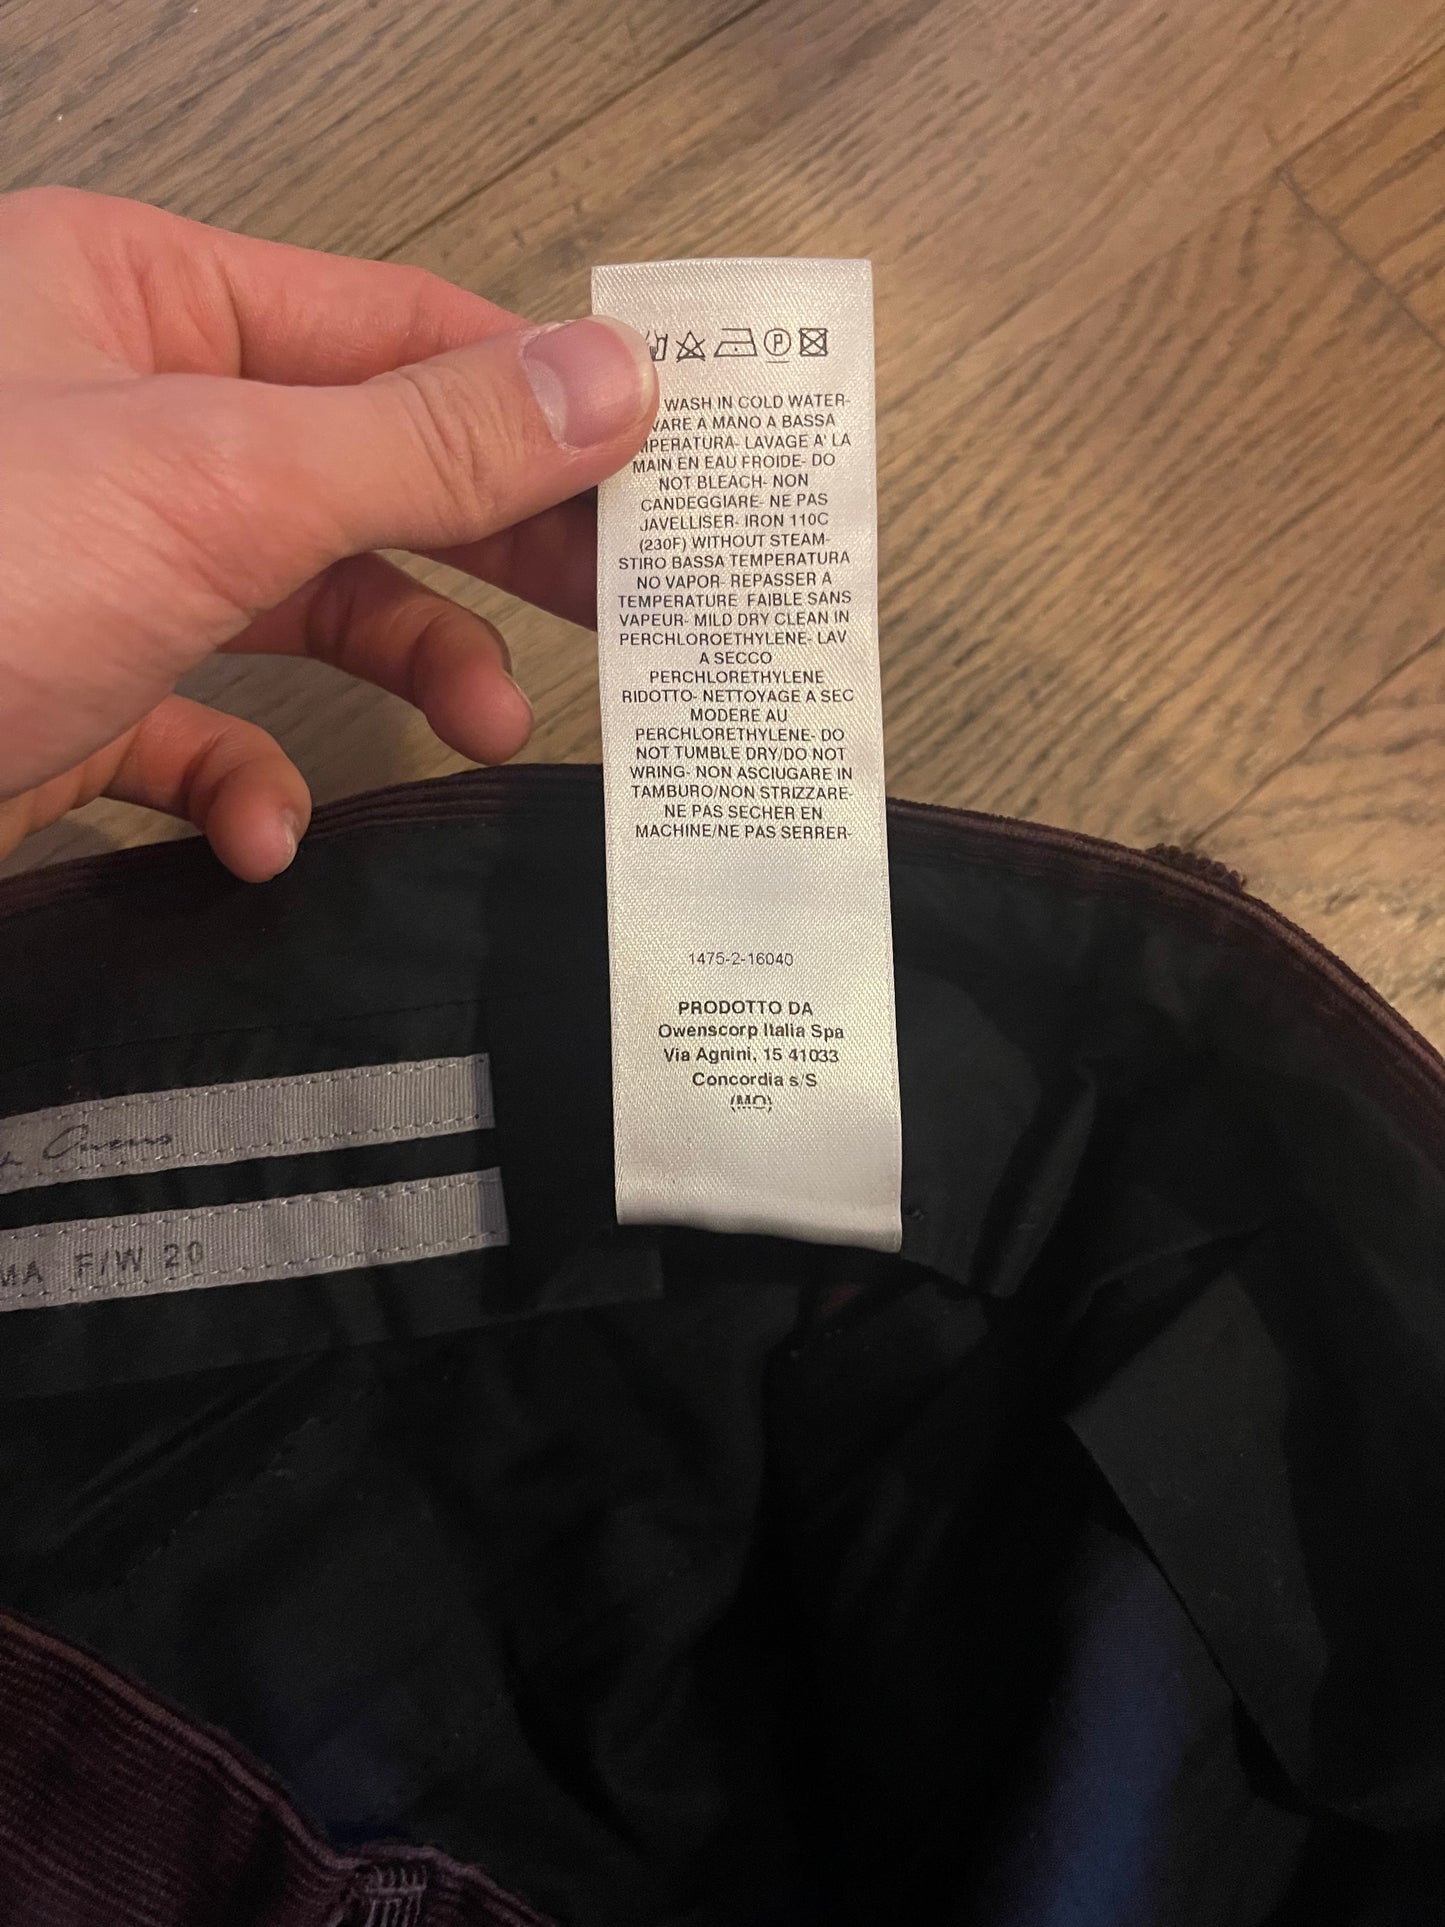 P
WASH IN COLD WATER-
VARE A MANO A BASSA
MPERATURA- LAVAGE A' LA
MAIN EN EAU FROIDE- DO
NOT BLEACH- NON
CANDEGGIARE- NE PAS
JAVELLISER- IRON 110C
(230F) WITHOUT STEAM-
STIRO BASSA TEMPERATURA
NO VAPOR- REPASSER A
TEMPERATURE FAIBLE SANS
VAPEUR- MILD DRY CLEAN IN
PERCHLOROETHYLENE- LAV
A SECCO
PERCHLORETHYLENE
RIDOTTO- NETTOYAGE A SEC
MODERE AU
PERCHLORETHYLENE- DO
NOT TUMBLE DRY/DO NOT
WRING- NON ASCIUGARE IN
TAMBURO/NON STRIZZARE-
NE PAS SECHER EN
MACHINE/NE PAS SERRER-
1475-2-16040
PRODOTTO DA
Owenscorp Italia Spa
Via Agnini, 15 41033
Concordia s/S
(MO)
Owens
MA F/W 20